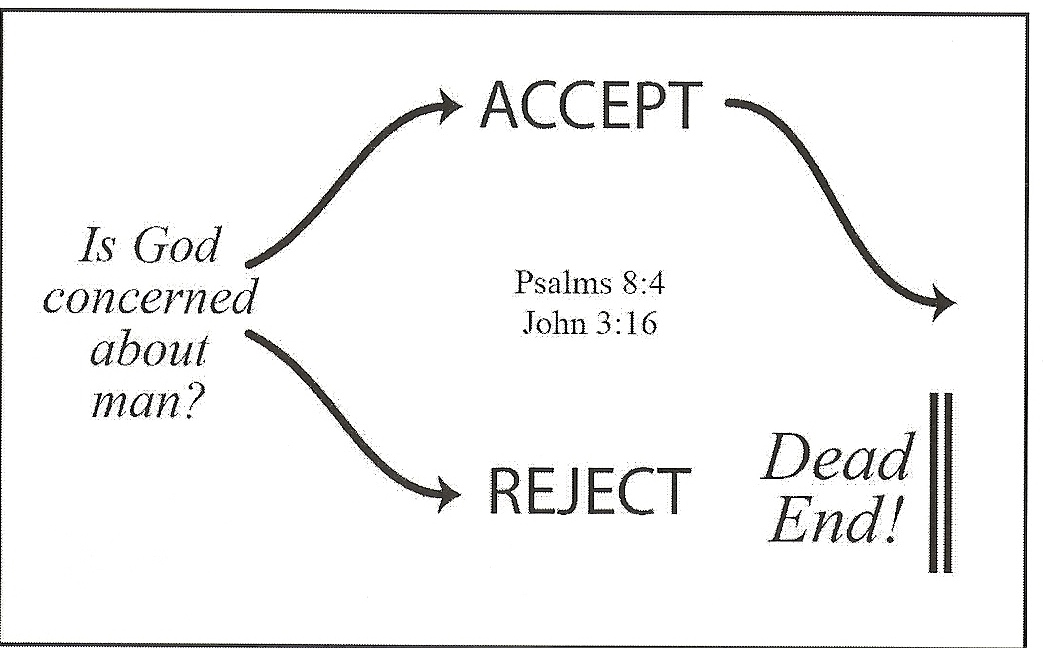 Is God
concerned
about
man?
ACCEPT
Psalms 8:4
John 3:16
REJECT
Dead
End!